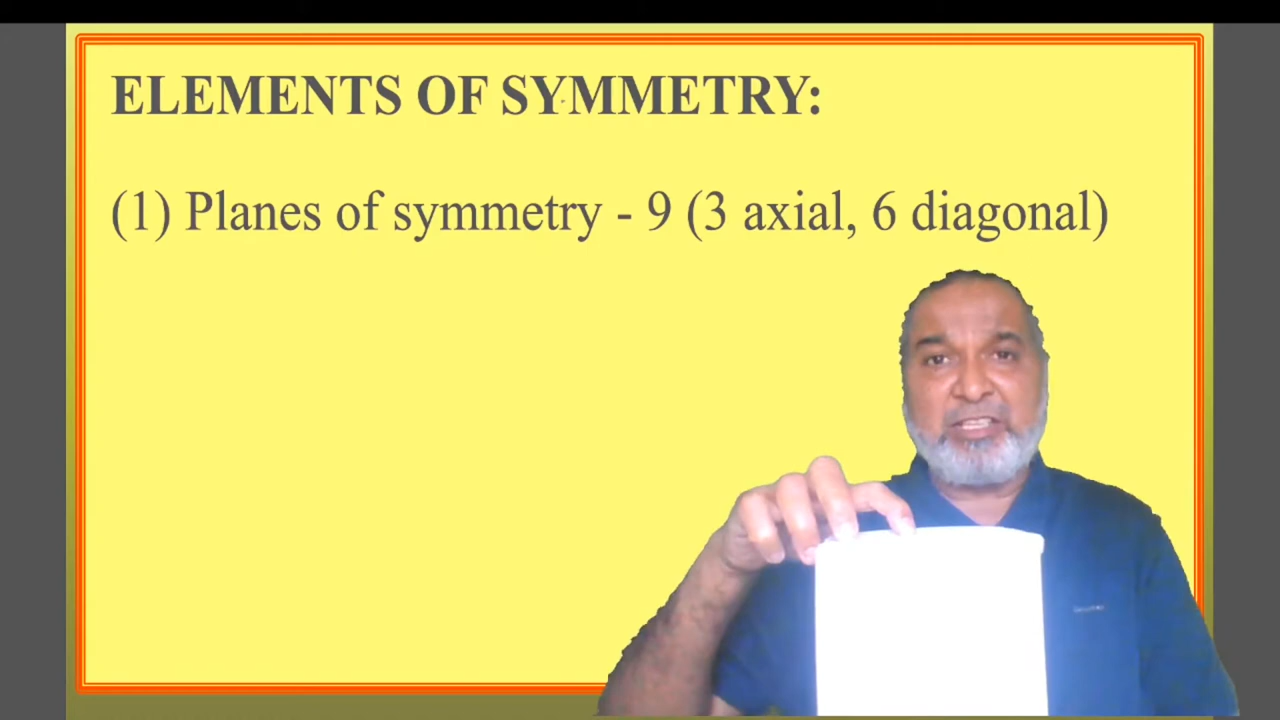 ELEMENTS OF SYMMETRY:
(1) Planes of symmetry - 9 (3 axial, 6 diagonal)